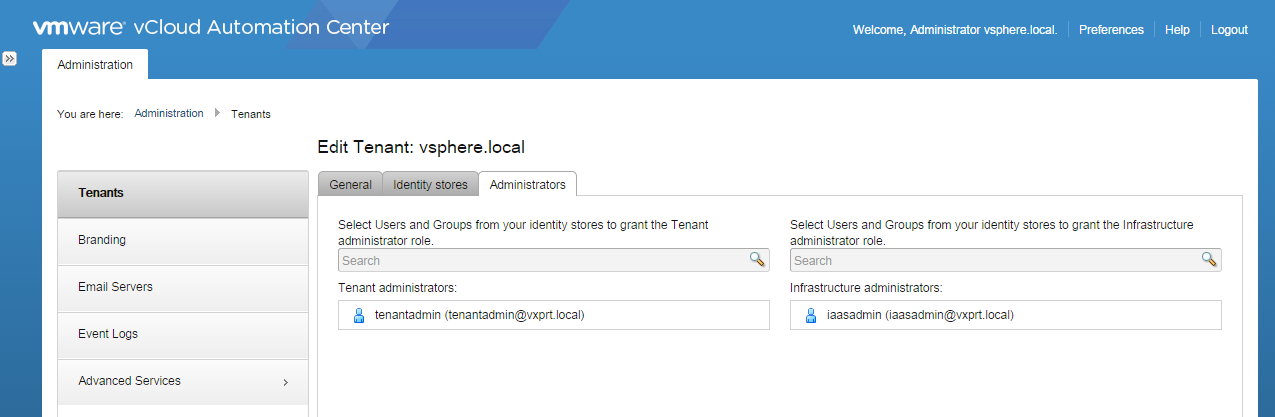 vmware vCloud Automation Center
Welcome, Administrator vsphere.local.
Preferences
Help
Logout
Administration
You are here:
Administration
Tenants
Edit Tenant: vsphere.local
Tenants
Branding
Email Servers
Event Logs
Advanced Services
General
Identity stores
Administrators
Select Users and Groups from your identity stores to grant the Tenant
administrator role.
Search
Tenant administrators:
tenantadmin (tenantadmin@vxprt.local)
Select Users and Groups from your identity stores to grant the Infrastructure
administrator role.
Search
Infrastructure administrators:
iaasadmin (iaasadmin@vxprt.local)